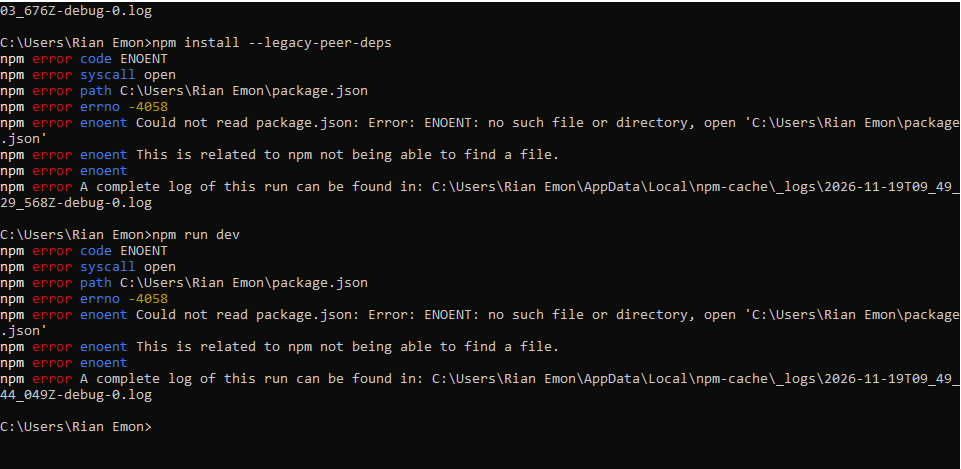 03_676Z-debug-0.log
C:\Users\Rian Emon>npm install --legacy-peer-deps
npm error code ENOENT
npm error syscall open
npm error path C:\Users\Rian Emon\package.json
npm error errno -4058
npm error enoent Could not read package.json: Error: ENOENT: no such file or directory, open 'C:\Users\Rian Emon\package
.json'
npm error enoent This is related to npm not being able to find a file.
npm error enoent
npm error A complete log of this run can be found in: C:\Users\Rian Emon\AppData\Local\npm-cache\_logs\2026-11-19T09_49_
29_568Z-debug-0.log
C:\Users\Rian Emon>npm run dev
npm error code ENOENT
npm error syscall open
npm error path C:\Users\Rian Emon\package.json
npm error errno -4058
npm error enoent Could not read package.json: Error: ENOENT: no such file or directory, open 'C:\Users\Rian Emon\package
.json'
npm error enoent This is related to npm not being able to find a file.
npm error enoent
npm error A complete log of this run can be found in: C:\Users\Rian Emon\AppData\Local\npm-cache\_logs\2026-11-19T09_49_
44_049Z-debug-0.log
C:\Users\Rian Emon>